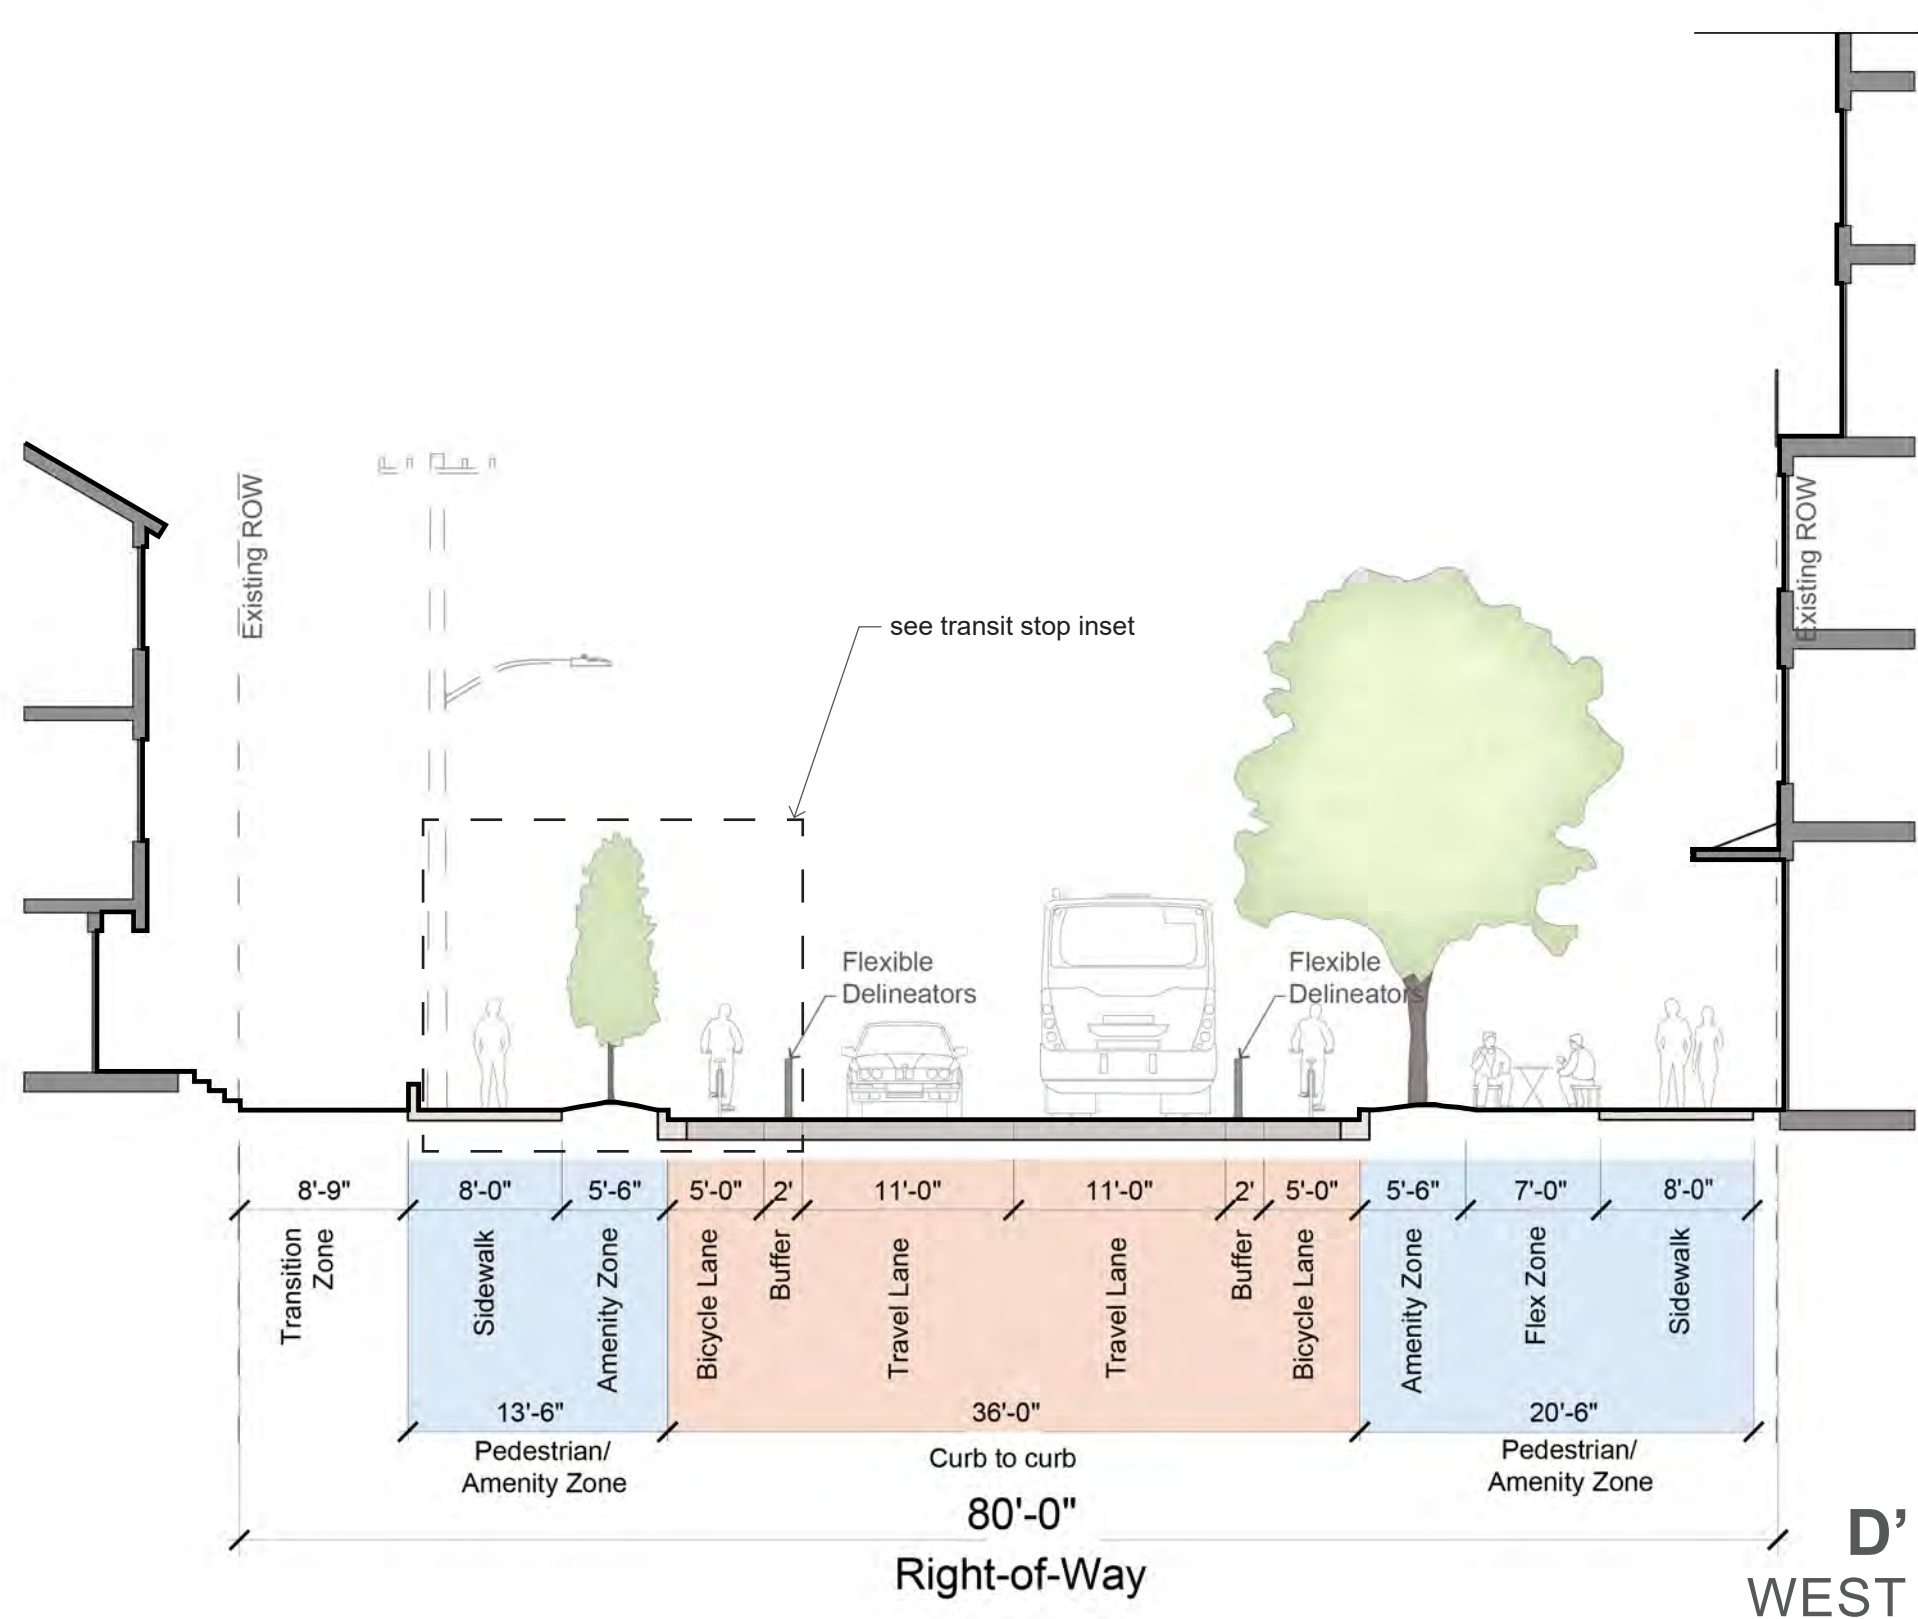 Existing ROW
Existing ROW
see transit stop inset
Flexible
Delineators
Flexible
Delineators
8'-9"
8'-0"
5'-6"
5'-0"
2'
11'-0"
11'-0"
2'
5'-0"
5'-6"
7'-0"
8'-0"
Transition
Zone
Sidewalk
Amenity Zone
Bicycle Lane
Buffer
Travel Lane
Travel Lane
Buffer
Bicycle Lane
Amenity Zone
Flex Zone
Sidewalk
13'-6"
36'-0"
20'-6"
Pedestrian/
Amenity Zone
Curb to curb
Pedestrian/
Amenity Zone
80'-0"
Right-of-Way
D’
WEST